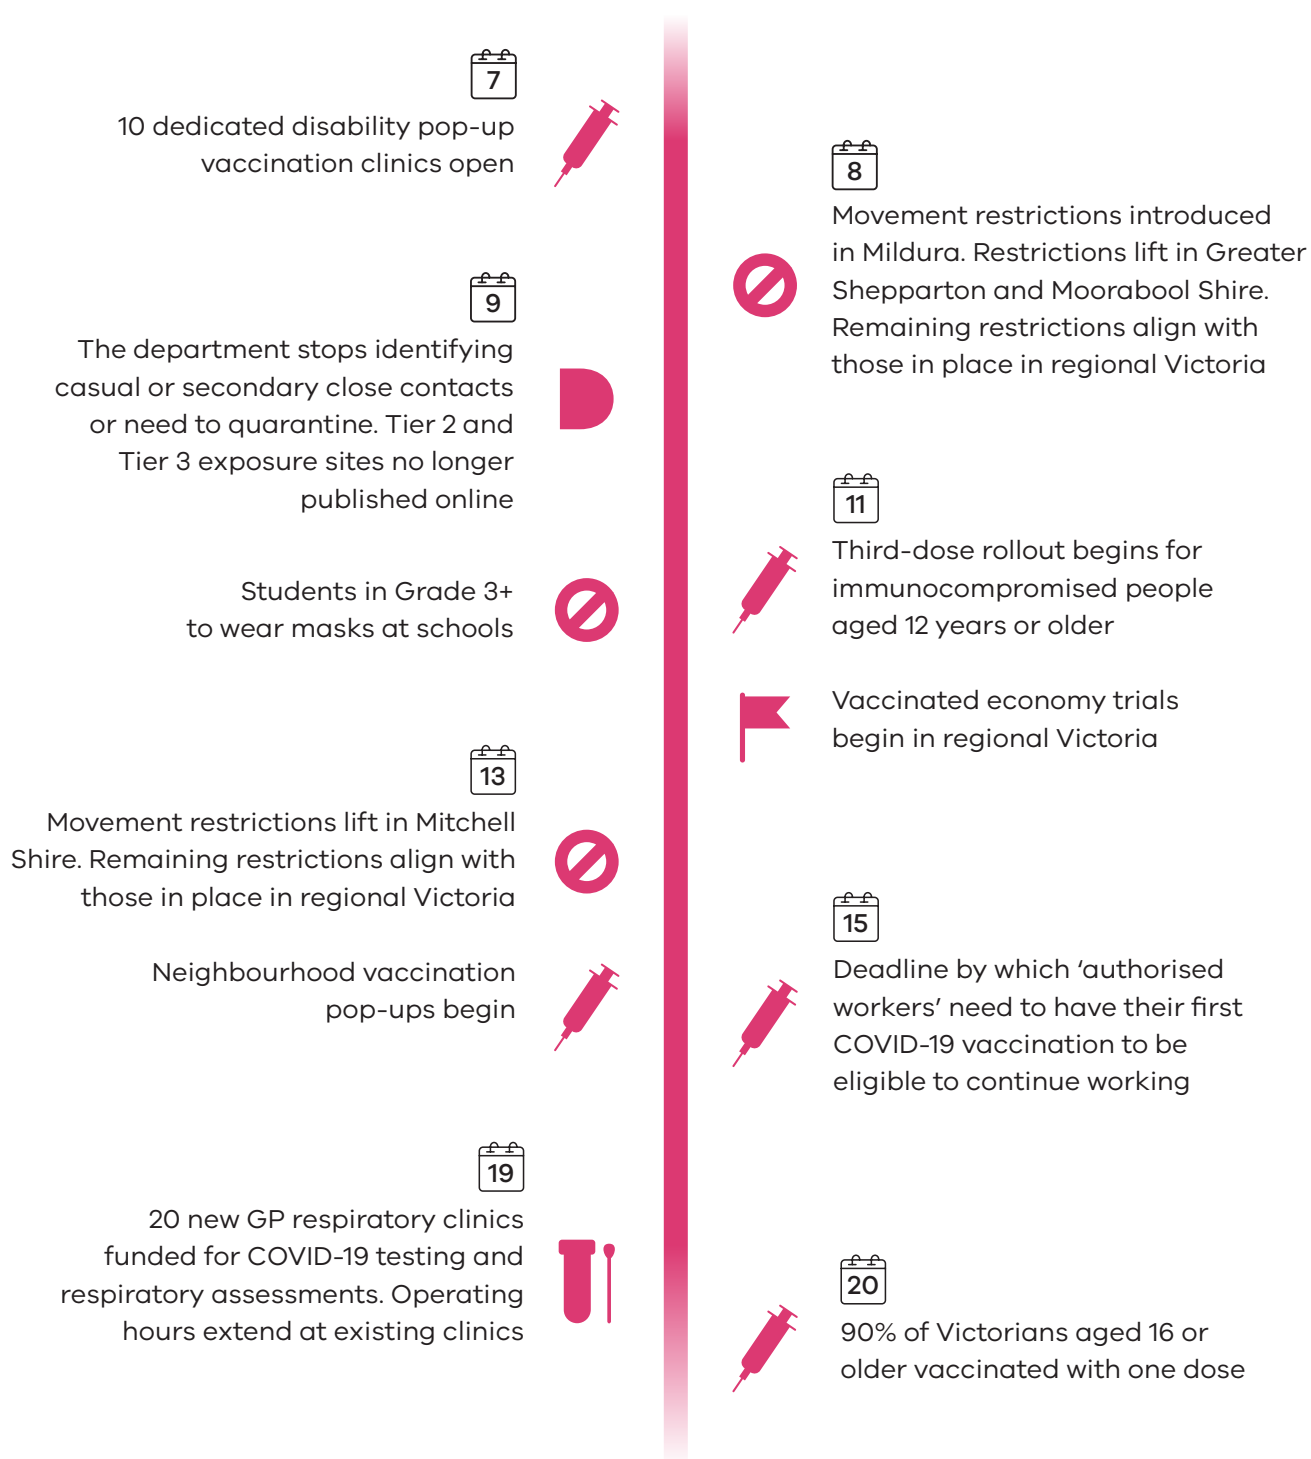 7
10 dedicated disability pop-up
vaccination clinics open
8
Movement restrictions introduced
in Mildura. Restrictions lift in Greater
Shepparton and Moorabool Shire.
Remaining restrictions align with
those in place in regional Victoria
9
The department stops identifying
casual or secondary close contacts
or need to quarantine. Tier 2 and
Tier 3 exposure sites no longer
published online
Students in Grade 3+
to wear masks at schools
11
Third-dose rollout begins for
immunocompromised people
aged 12 years or older
Vaccinated economy trials
begin in regional Victoria
13
Movement restrictions lift in Mitchell
Shire. Remaining restrictions align with
those in place in regional Victoria
Neighbourhood vaccination
pop-ups begin
15
Deadline by which ‘authorised
workers’ need to have their first
COVID-19 vaccination to be
eligible to continue working
19
20 new GP respiratory clinics
funded for COVID-19 testing and
respiratory assessments. Operating
hours extend at existing clinics
20
90% of Victorians aged 16 or
older vaccinated with one dose